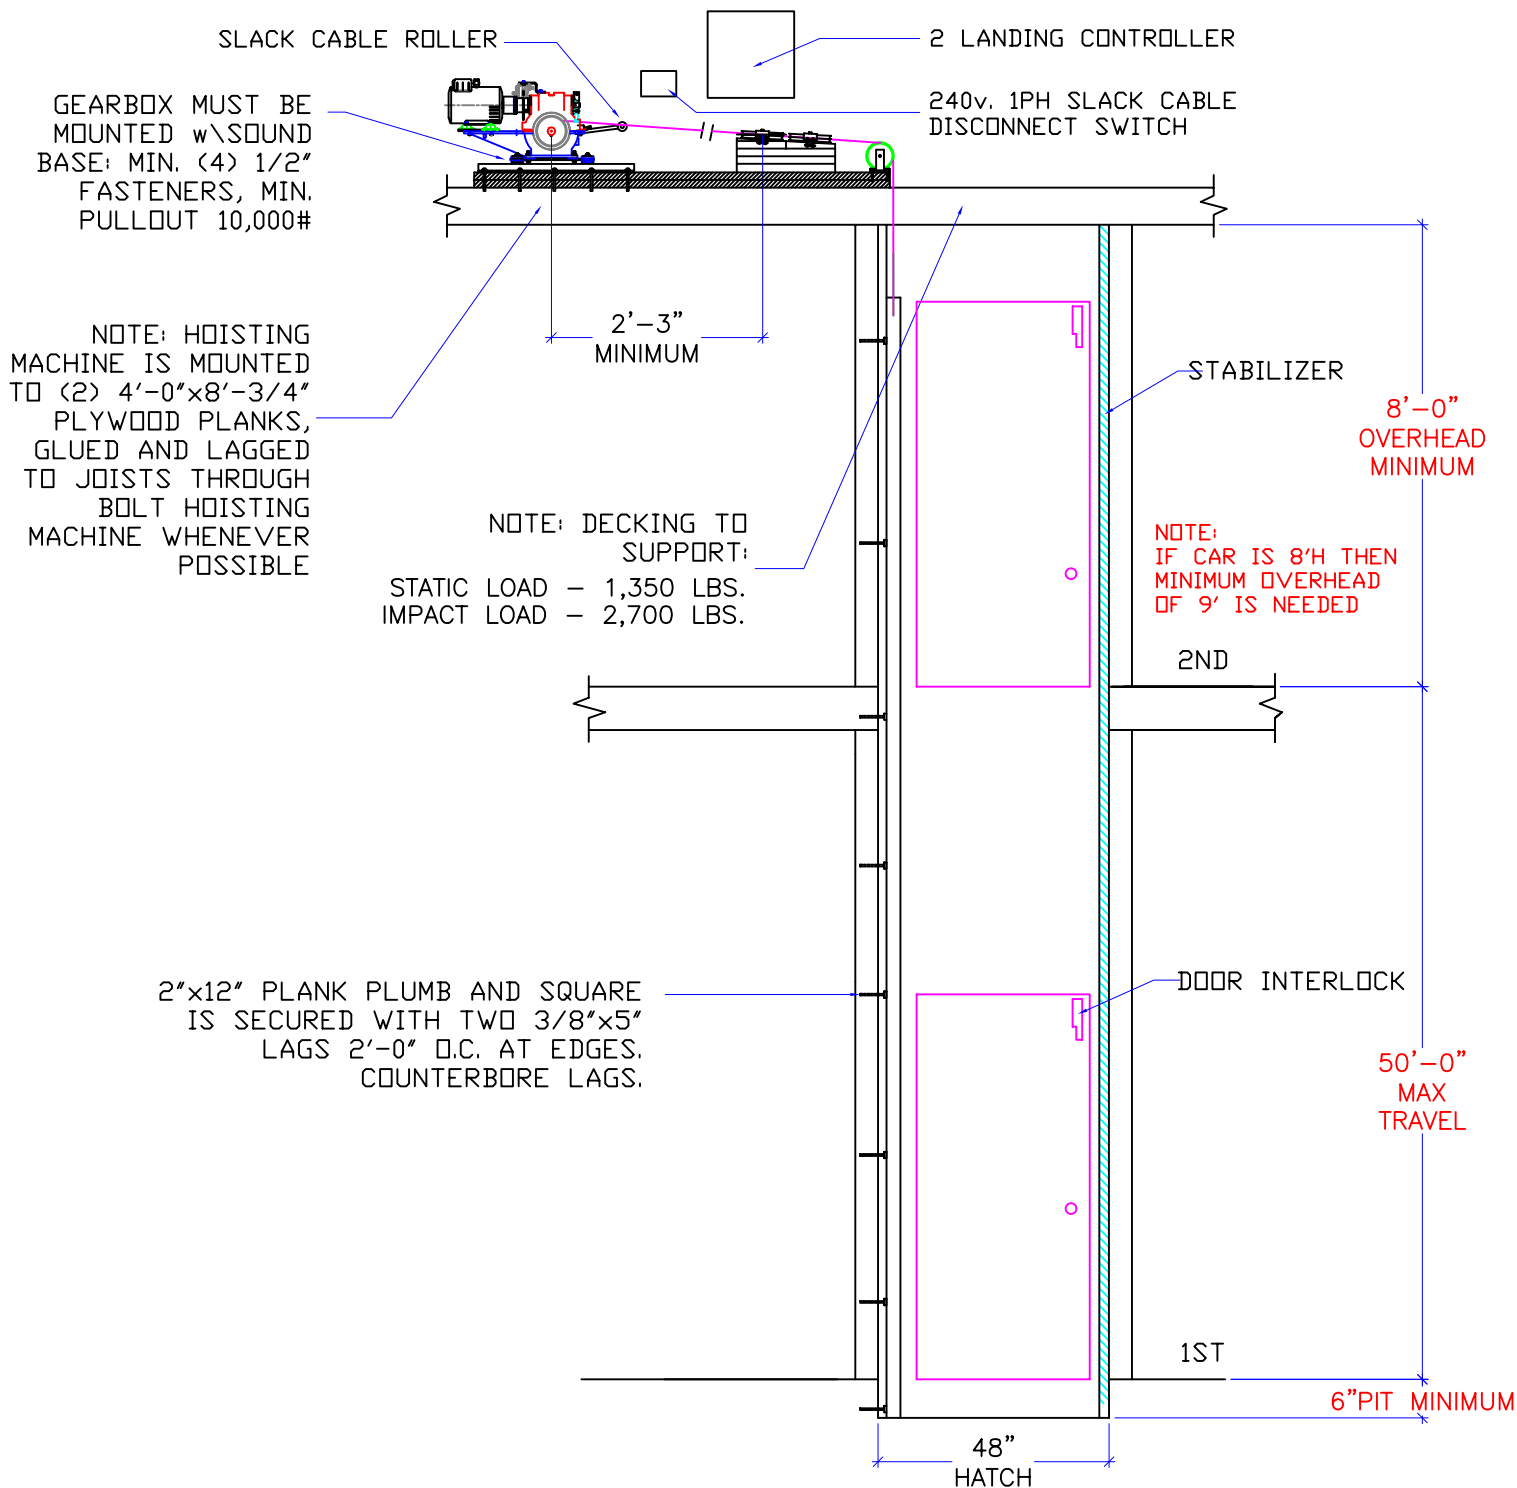 SLACK CABLE ROLLER
2 LANDING CONTROLLER
GEARBOX MUST BE
MOUNTED w\SOUND
BASE: MIN. (4) 1/2"
FASTENERS, MIN.
PULLOUT 10,000#
240v. 1PH SLACK CABLE
DISCONNECT SWITCH
2'-3"
MINIMUM
NOTE: HOISTING
MACHINE IS MOUNTED
TO (2) 4'-0"x8'-3/4"
PLYWOOD PLANKS,
GLUED AND LAGGED
TO JOISTS THROUGH
BOLT HOISTING
MACHINE WHENEVER
POSSIBLE
STABILIZER
8'-0"
OVERHEAD
MINIMUM
NOTE: DECKING TO
SUPPORT:
STATIC LOAD - 1,350 LBS.
IMPACT LOAD - 2,700 LBS.
NOTE:
IF CAR IS 8'H THEN
MINIMUM OVERHEAD
OF 9' IS NEEDED
2ND
2"x12" PLANK PLUMB AND SQUARE
IS SECURED WITH TWO 3/8"x5"
LAGS 2'-0" O.C. AT EDGES.
COUNTERBORE LAGS.
DOOR INTERLOCK
50'-0"
MAX
TRAVEL
1ST
6"PIT MINIMUM
48"
HATCH